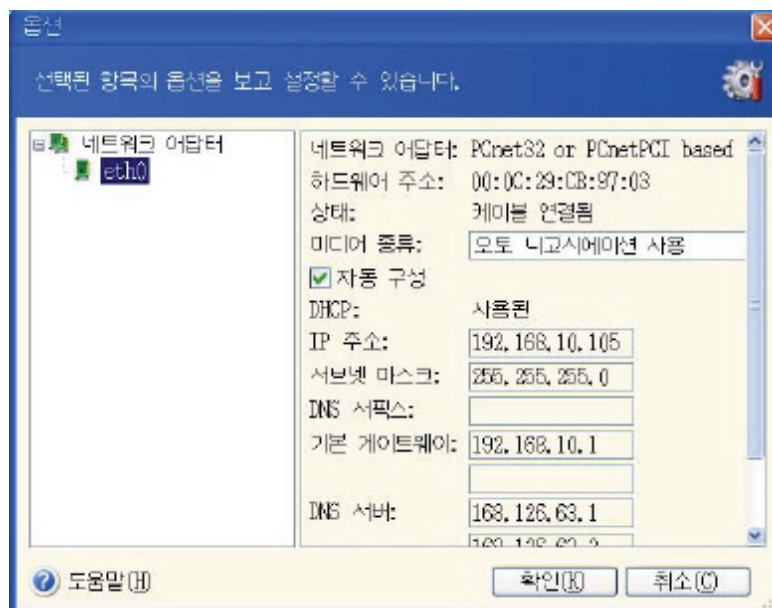 옵션
선택된 항목의 옵션을 보고 설정할 수 있습니다.
네트워크 어답터
eth0
네트워크 어답터: PCnet32 or PCnetPCI based
하드웨어 주소: 00:0C:29:CB:97:03
상태: 케이블 연결됨
미디어 종류: 오토 니고시에이션 사용
자동 구성
DHCP: 사용된
IP 주소: 192.168.10.105
서브넷 마스크: 255.255.255.0
DNS 서픽스:
기본 게이트웨이: 192.168.10.1
DNS 서버: 168.126.63.1
도움말(H)
확인(K)
취소(C)